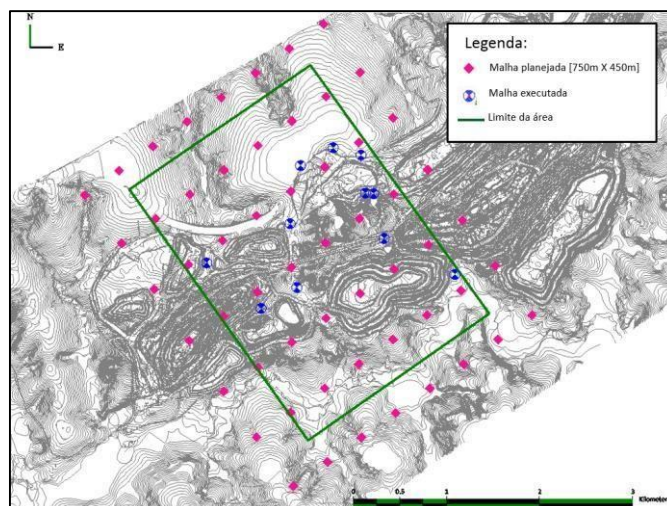 N
E
Legenda:
Malha planejada [750m X 450m]
Malha executada
Limite da área
0 0.5 1 2 3
Kilometer